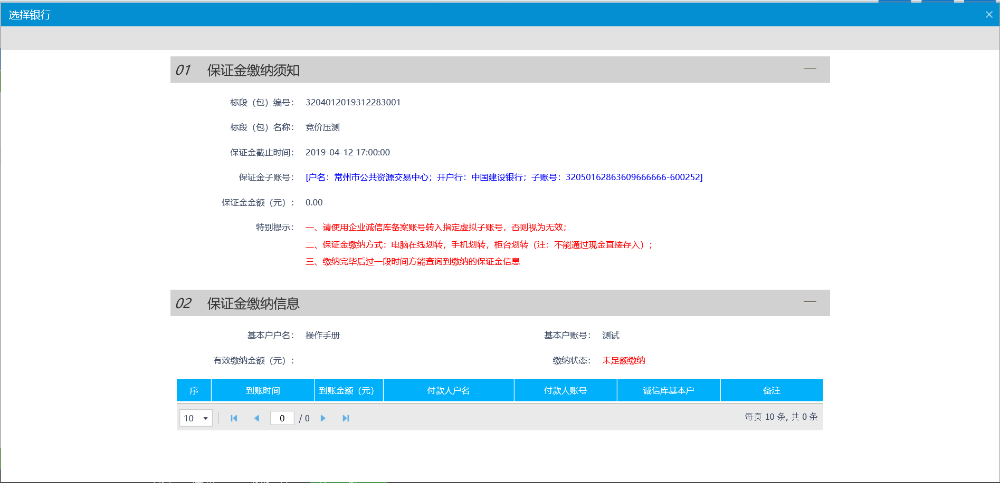 选择银行
01 保证金缴纳须知
标段（包）编号： 3204012019312283001
标段（包）名称： 竞价压测
保证金截止时间： 2019-04-12 17:00:00
保证金子账号： [户名：常州市公共资源交易中心；开户行：中国建设银行；子账号：32050162863609666666-600252]
保证金金额（元）： 0.00
特别提示： 一、请使用企业诚信库备案账号转入指定虚拟子账号，否则视为无效；
二、保证金缴纳方式：电脑在线划转，手机划转，柜台划转（注：不能通过现金直接存入）；
三、缴纳完毕后过一段时间方能查询到缴纳的保证金信息
02 保证金缴纳信息
基本户户名： 操作手册 基本户账号： 测试
有效缴纳金额（元）： 缴纳状态： 未足额缴纳
序 到账时间 到账金额（元） 付款人户名 付款人账号 诚信库基本户 备注
10 0 / 0 每页 10 条, 共 0 条